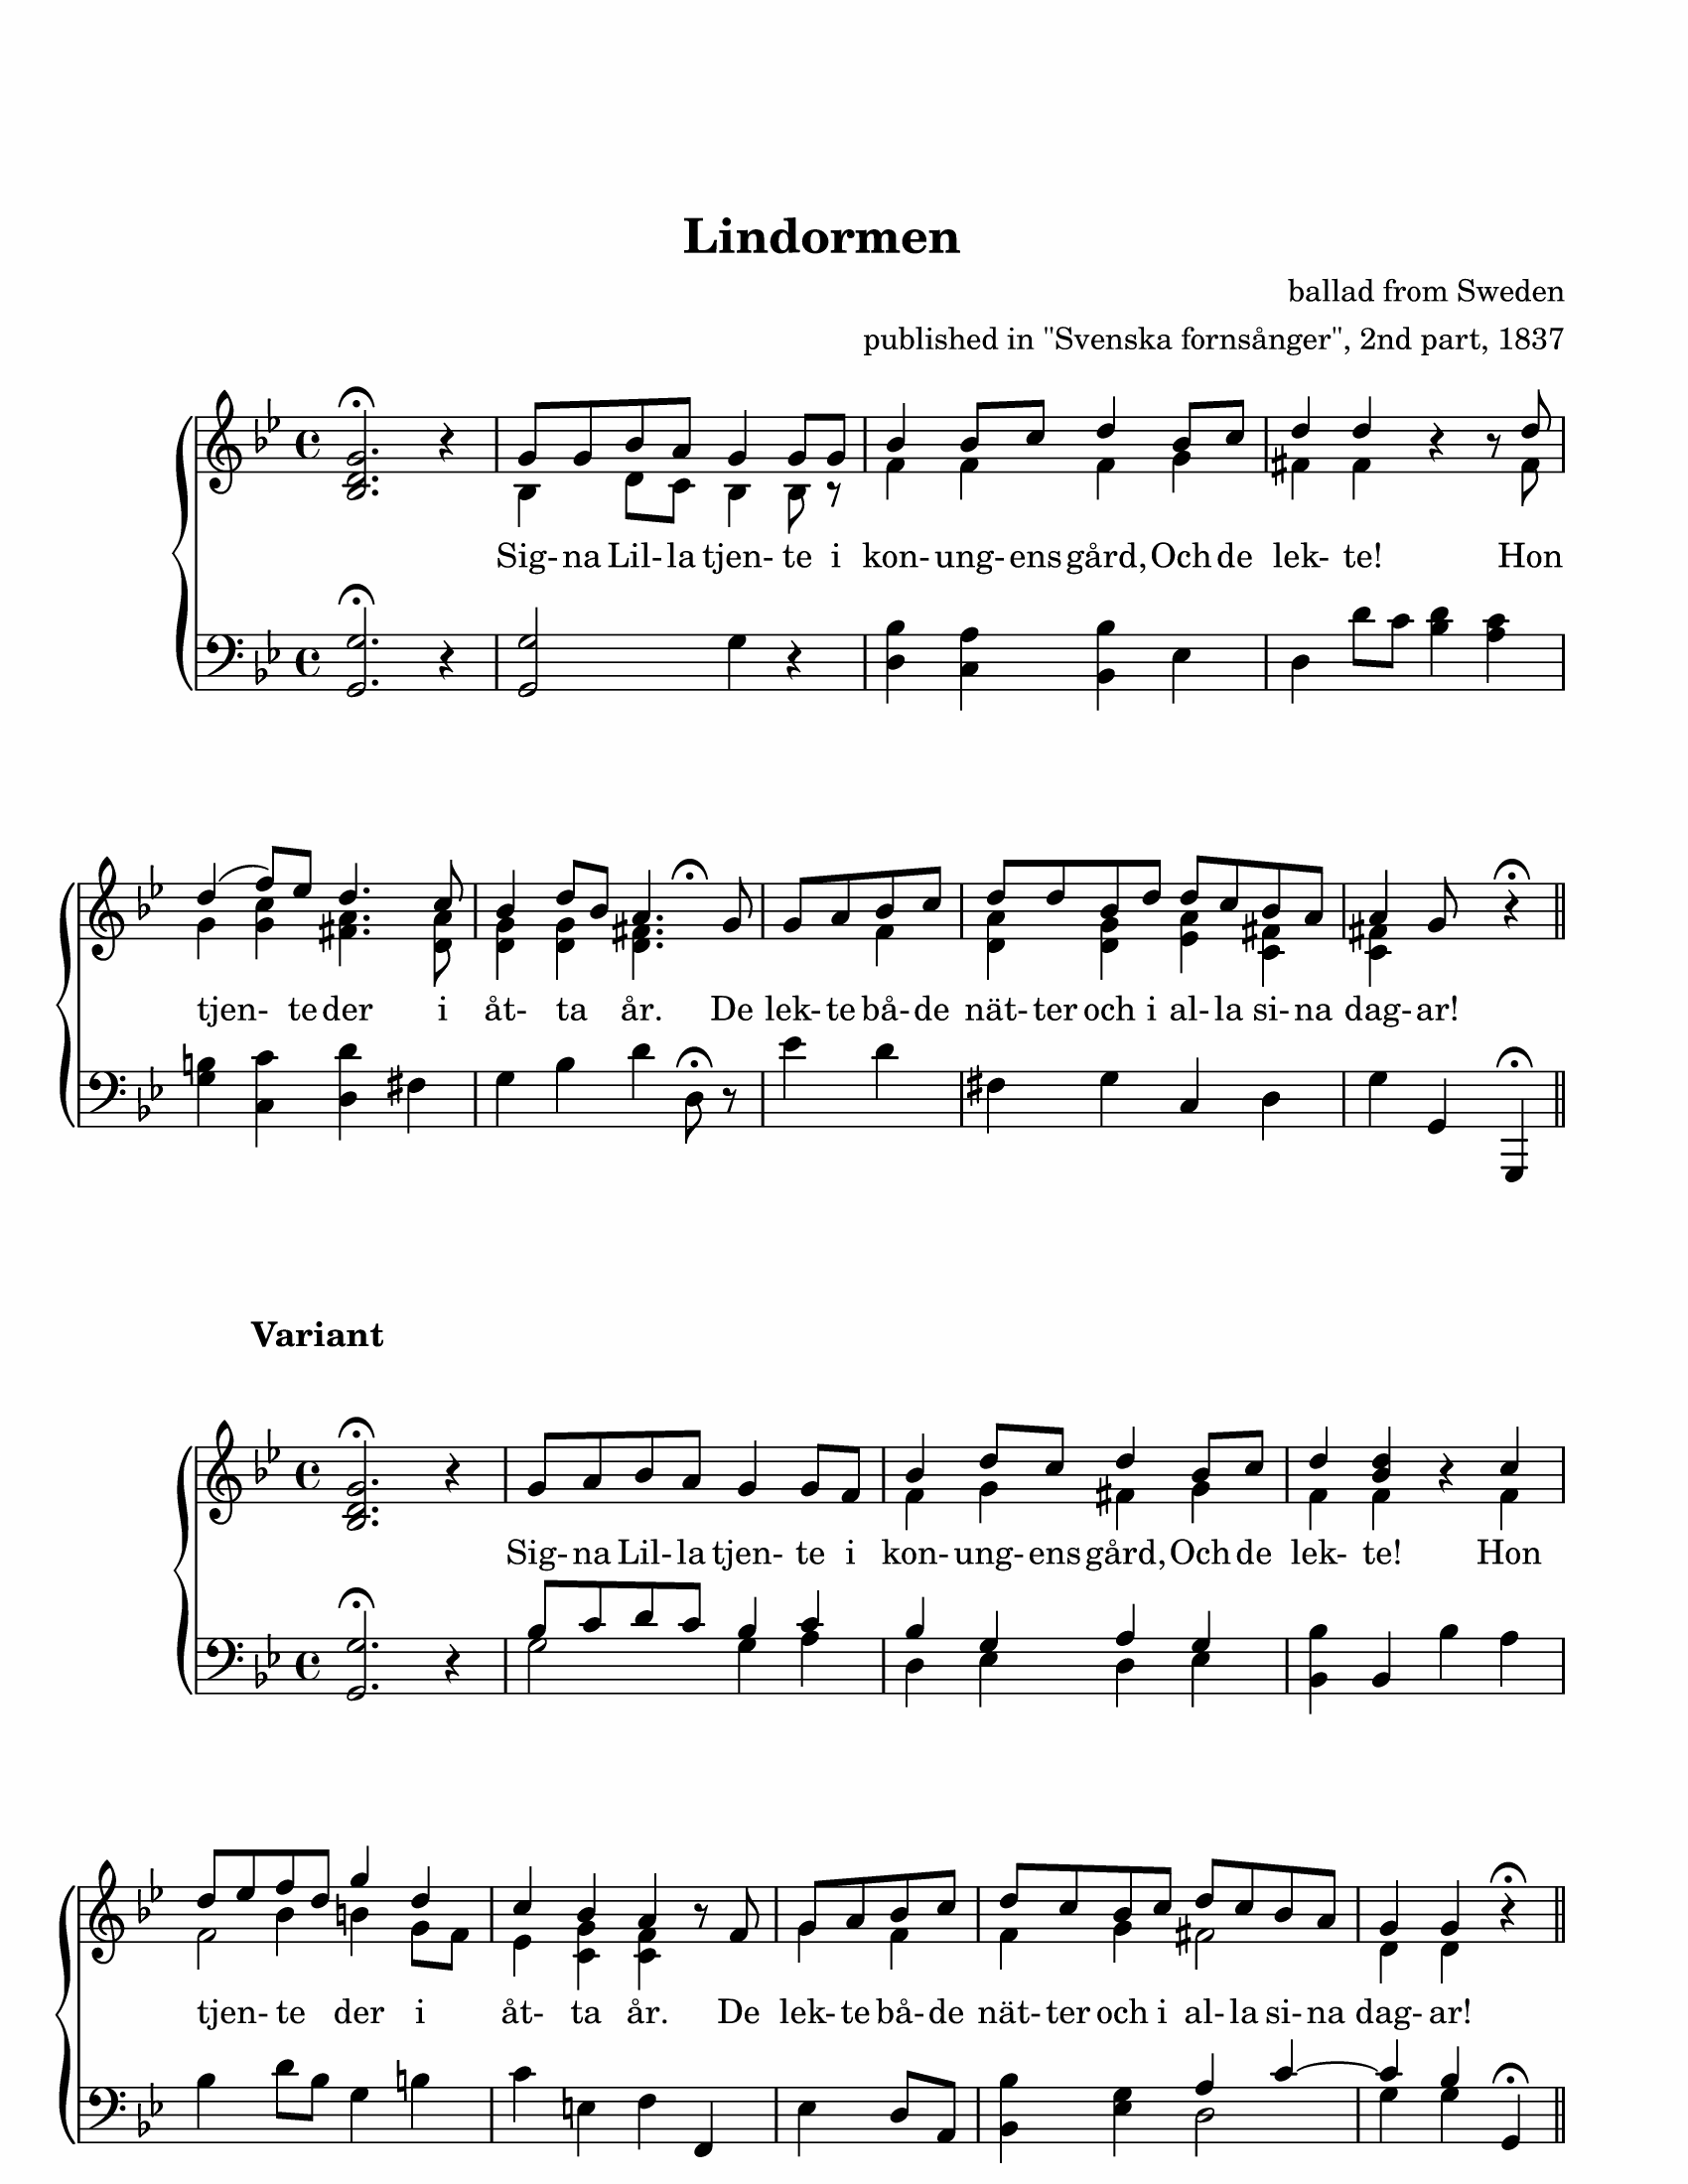 Lindormen
ballad from Sweden
published in "Svenska fornsånger", 2nd part, 1837
Sig- na Lil- la tjen- te i kon- ung- ens gård, Och de lek- te! Hon
tjen- te der i åt- ta år. De lek- te bå- de nät- ter och i al- la si- na dag- ar!
Variant
Sig- na Lil- la tjen- te i kon- ung- ens gård, Och de lek- te! Hon
tjen- te der i åt- ta år. De lek- te bå- de nät- ter och i al- la si- na dag- ar!